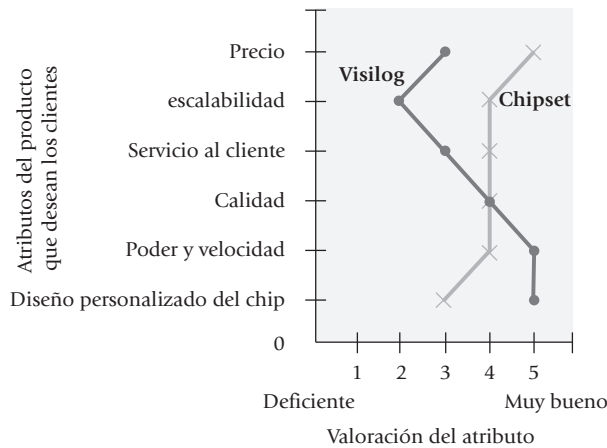 Atributos del producto
que desean los clientes
Precio
escalabilidad
Servicio al cliente
Calidad
Poder y velocidad
Diseño personalizado del chip
0
Visilog
Chipset
1 2 3 4 5
Deficiente Muy bueno
Valoración del atributo